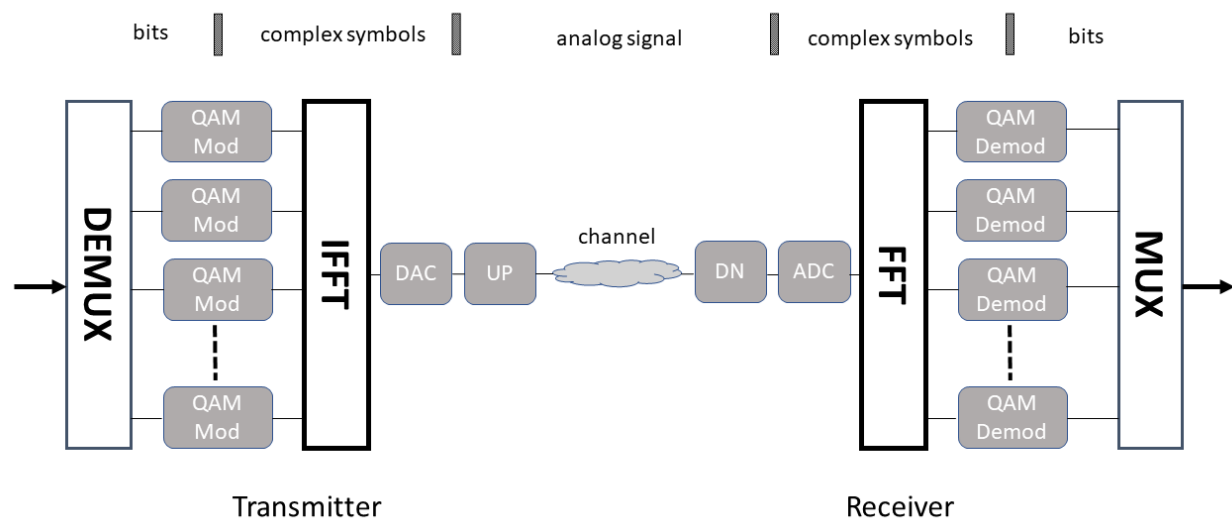 bits
complex symbols
analog signal
complex symbols
bits
DEMUX
QAM
Mod
QAM
Mod
QAM
Mod
QAM
Mod
IFFT
DAC
UP
channel
DN
ADC
FFT
QAM
Demod
QAM
Demod
QAM
Demod
QAM
Demod
MUX
Transmitter
Receiver